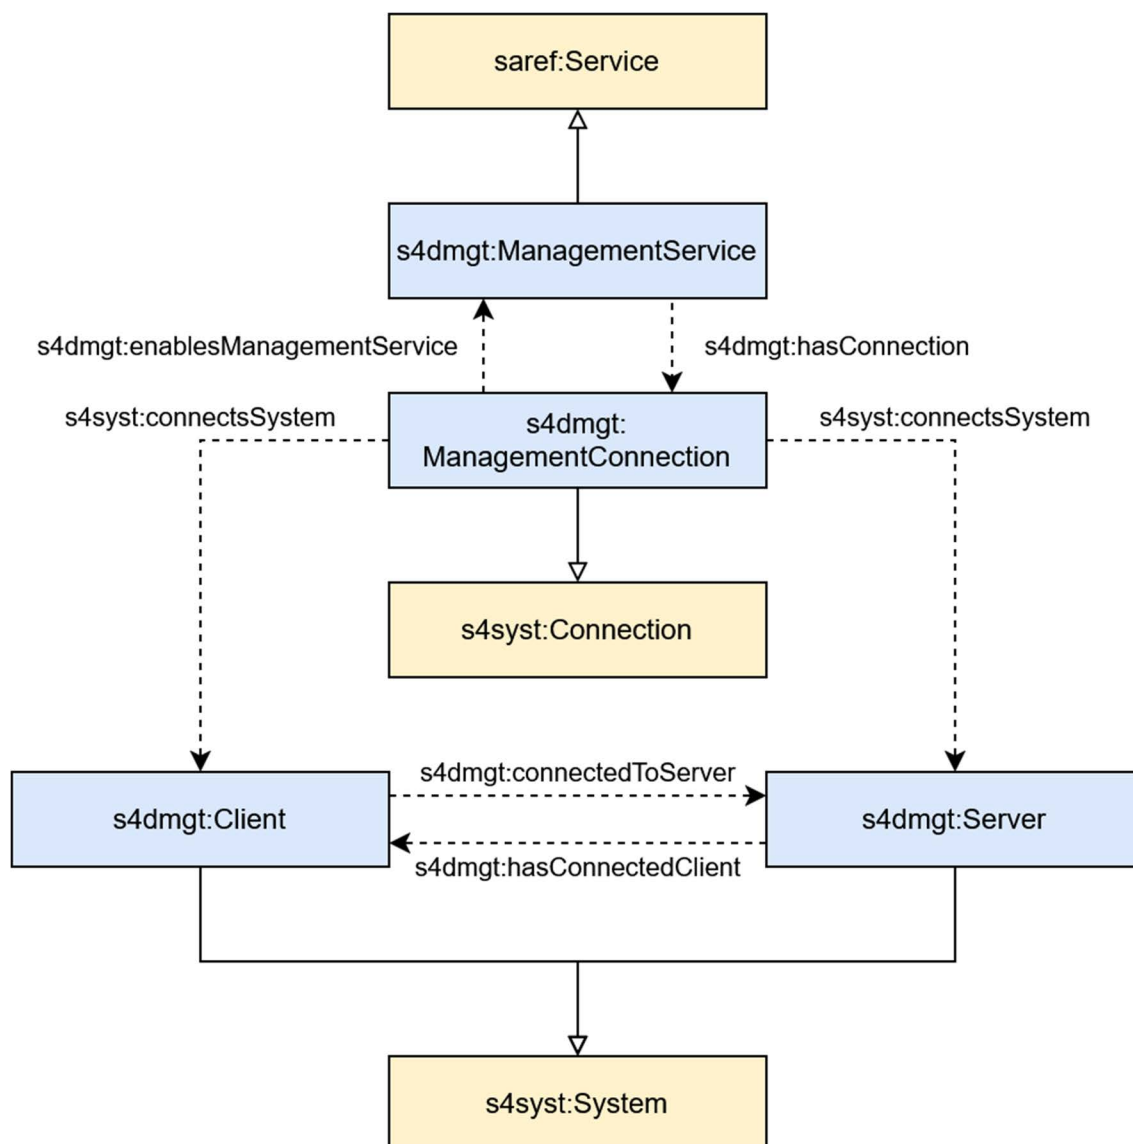 saref:Service
s4dmgt:ManagementService
s4dmgt:enablesManagementService
s4dmgt:hasConnection
s4syst:connectsSystem
s4dmgt:
ManagementConnection
s4syst:connectsSystem
s4syst:Connection
s4dmgt:connectedToServer
s4dmgt:Client
s4dmgt:Server
s4dmgt:hasConnectedClient
s4syst:System